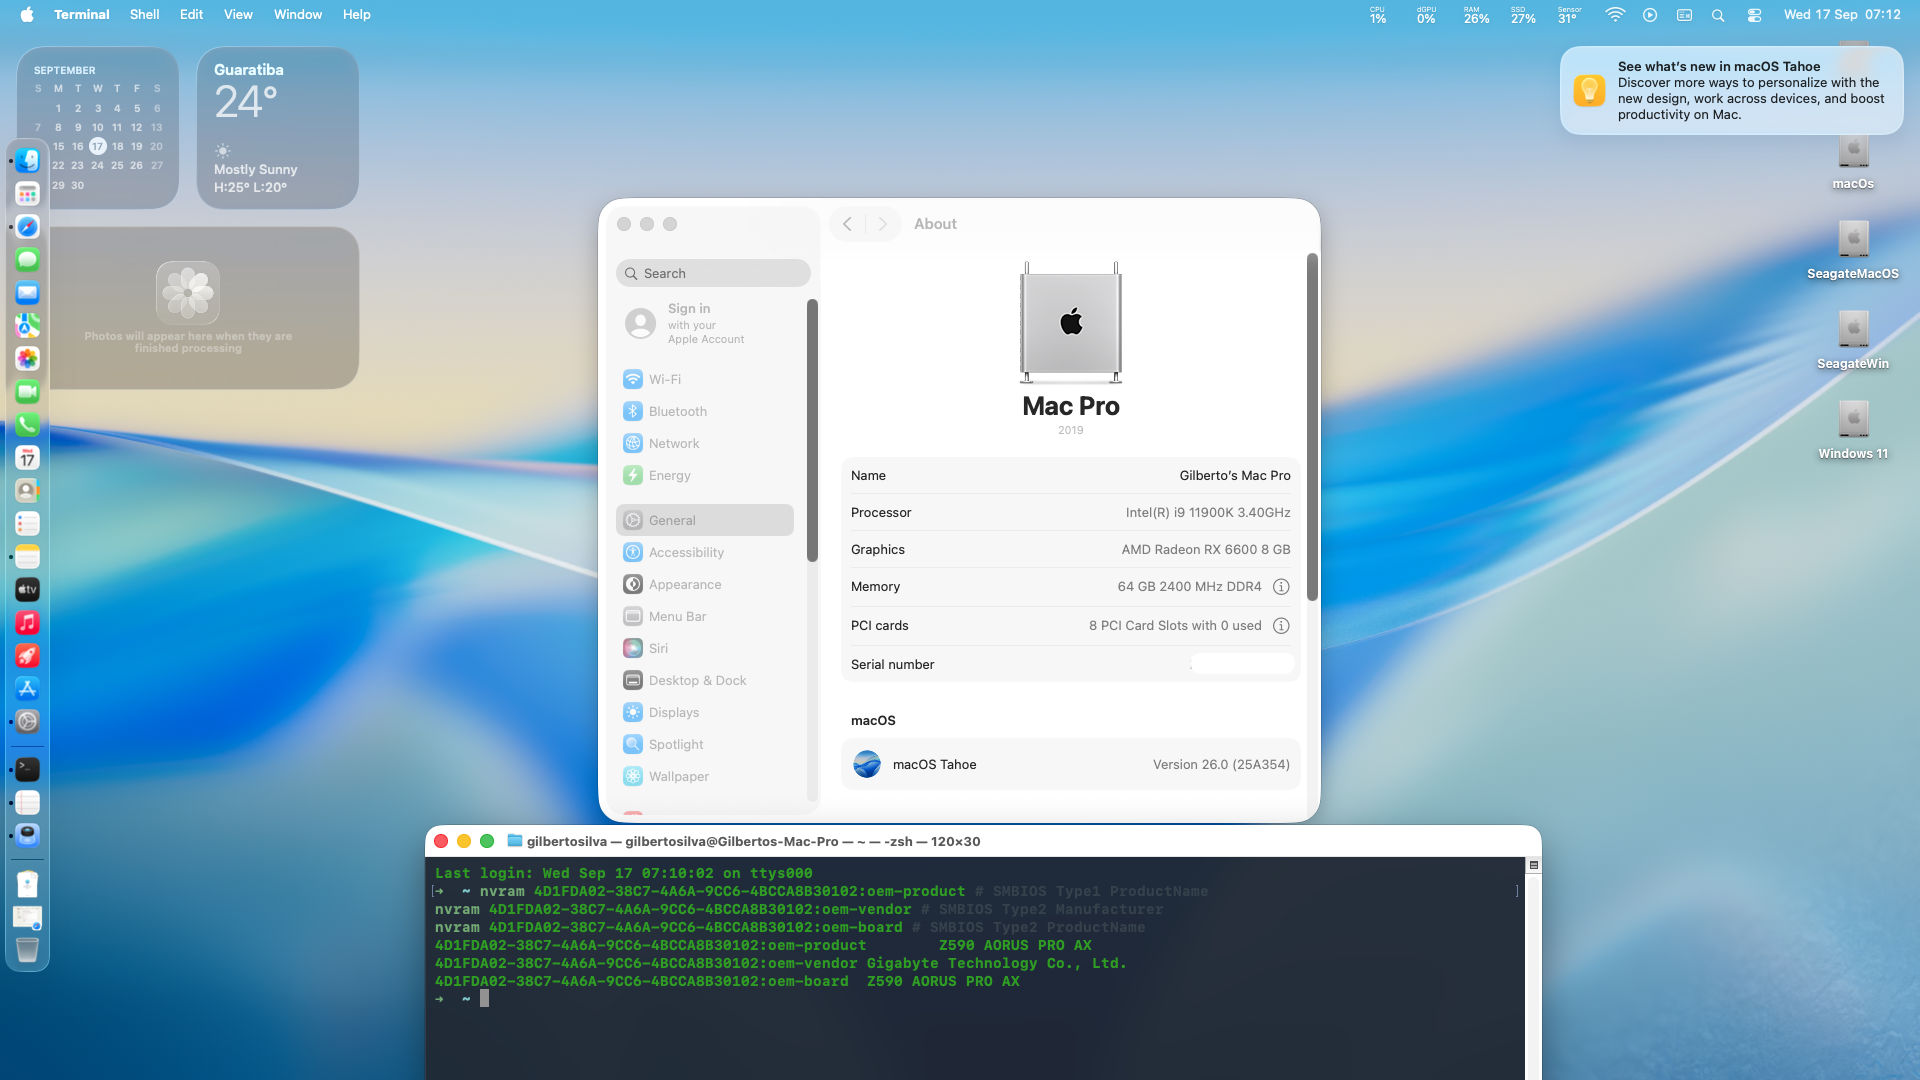 Terminal Shell Edit View Window Help
CPU 1% dGPU 0% RAM 26% SSD 27% Sensor 31° Wed 17 Sep 07:12
SEPTEMBER
S M T W T F S
1 2 3 4 5 6
7 8 9 10 11 12 13
15 16 17 18 19 20
22 23 24 25 26 27
29 30
Guaratiba
24°
Mostly Sunny
H:25° L:20°
Photos will appear here when they are
finished processing
See what's new in macOS Tahoe
Discover more ways to personalize with the
new design, work across devices, and boost
productivity on Mac.
macOs
SeagateMacOS
SeagateWin
Windows 11
17
tv
Search
Sign in
with your
Apple Account
Wi-Fi
Bluetooth
Network
Energy
General
Accessibility
Appearance
Menu Bar
Siri
Desktop & Dock
Displays
Spotlight
Wallpaper
About
Mac Pro
2019
Name Gilberto's Mac Pro
Processor Intel(R) i9 11900K 3.40GHz
Graphics AMD Radeon RX 6600 8 GB
Memory 64 GB 2400 MHz DDR4
PCI cards 8 PCI Card Slots with 0 used
Serial number
macOS
macOS Tahoe Version 26.0 (25A354)
gilbertosilva — gilbertosilva@Gilbertos-Mac-Pro — ~ — -zsh — 120×30
Last login: Wed Sep 17 07:10:02 on ttys000
[➜ ~ nvram 4D1FDA02-38C7-4A6A-9CC6-4BCCA8B30102:oem-product # SMBIOS Type1 ProductName ]
nvram 4D1FDA02-38C7-4A6A-9CC6-4BCCA8B30102:oem-vendor # SMBIOS Type2 Manufacturer
nvram 4D1FDA02-38C7-4A6A-9CC6-4BCCA8B30102:oem-board # SMBIOS Type2 ProductName
4D1FDA02-38C7-4A6A-9CC6-4BCCA8B30102:oem-product Z590 AORUS PRO AX
4D1FDA02-38C7-4A6A-9CC6-4BCCA8B30102:oem-vendor Gigabyte Technology Co., Ltd.
4D1FDA02-38C7-4A6A-9CC6-4BCCA8B30102:oem-board Z590 AORUS PRO AX
➜ ~